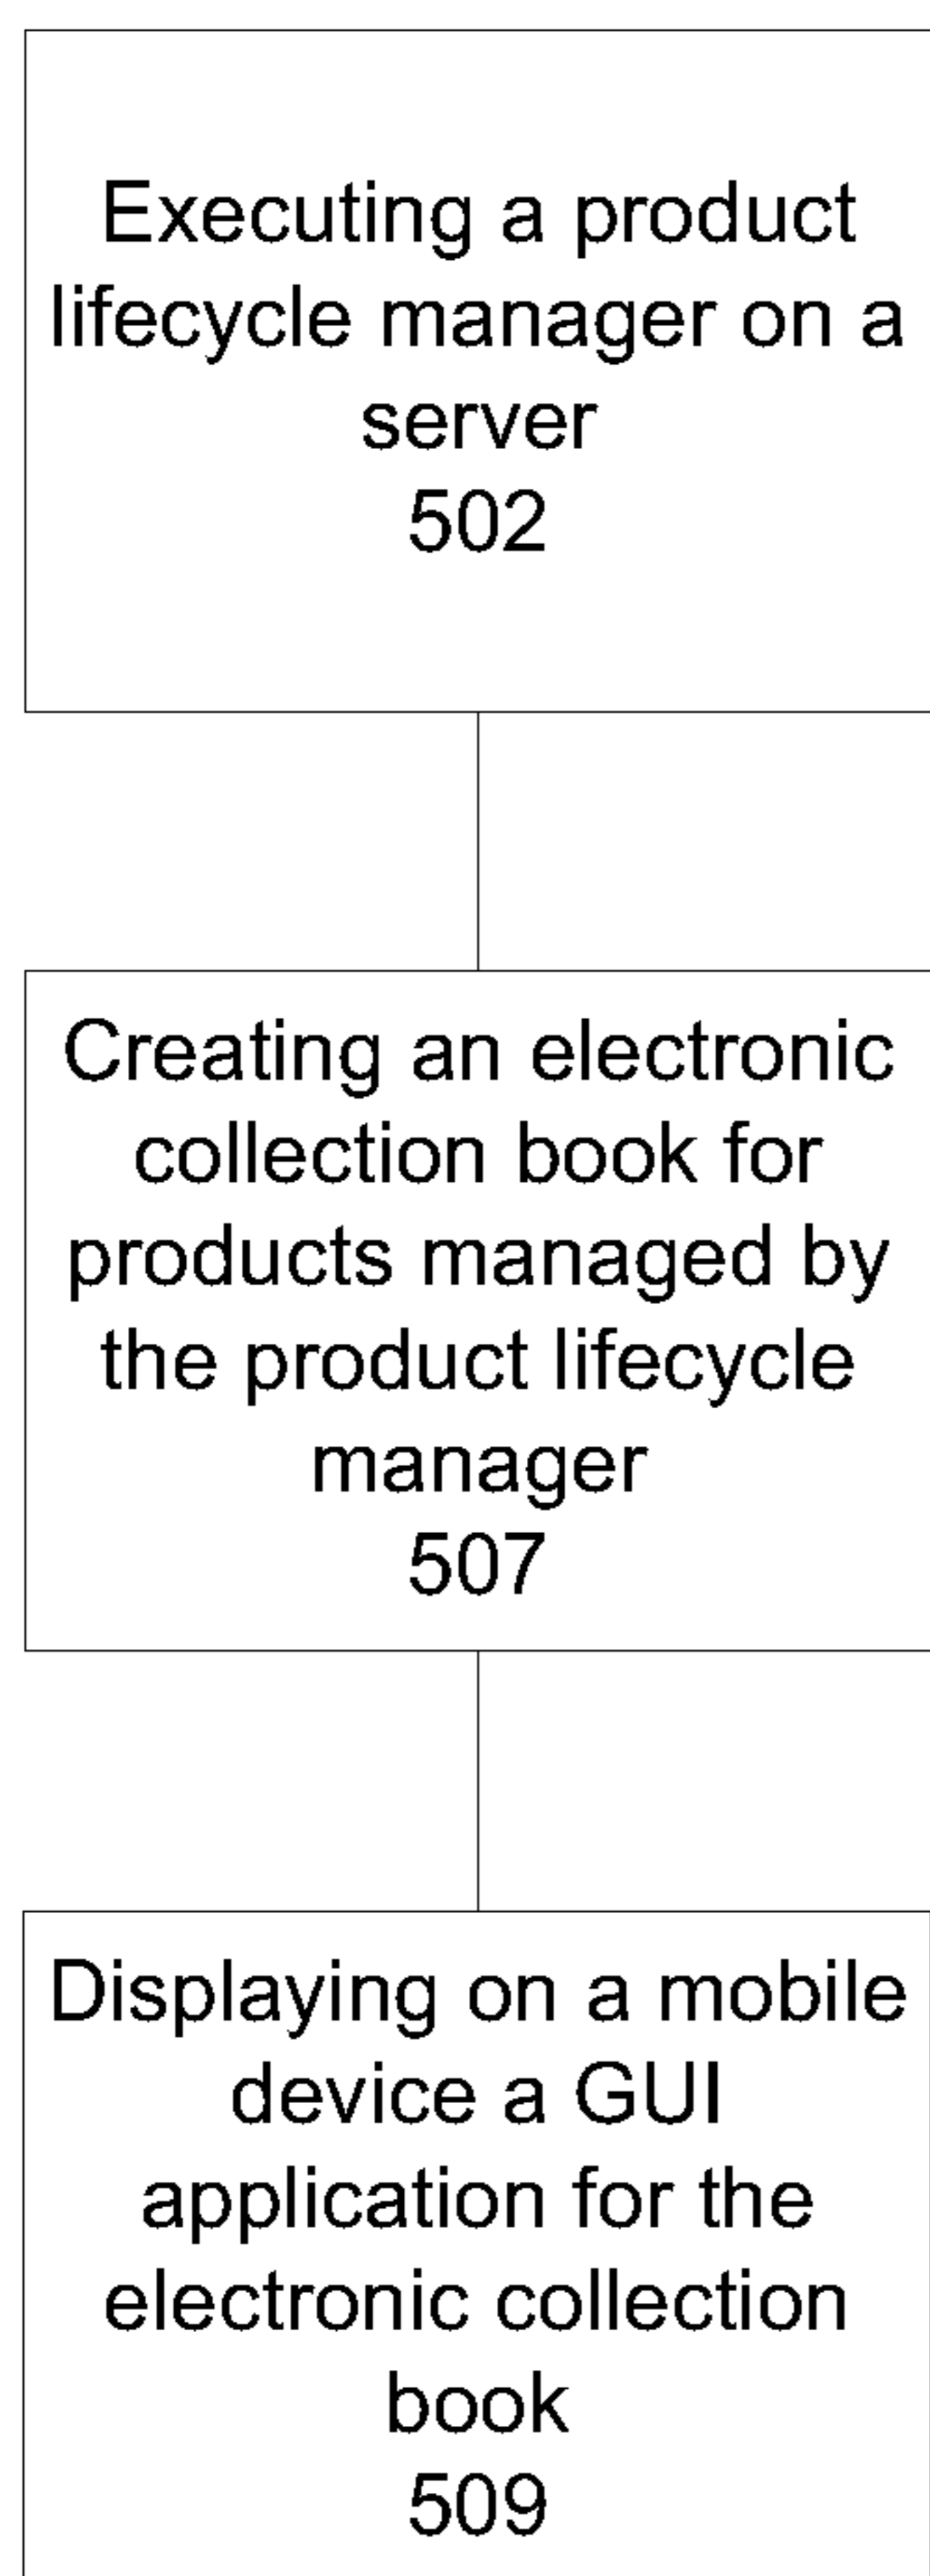 Executing a product
lifecycle manager on a
server
502
Creating an electronic
collection book for
products managed by
the product lifecycle
manager
507
Displaying on a mobile
device a GUI
application for the
electronic collection
book
509